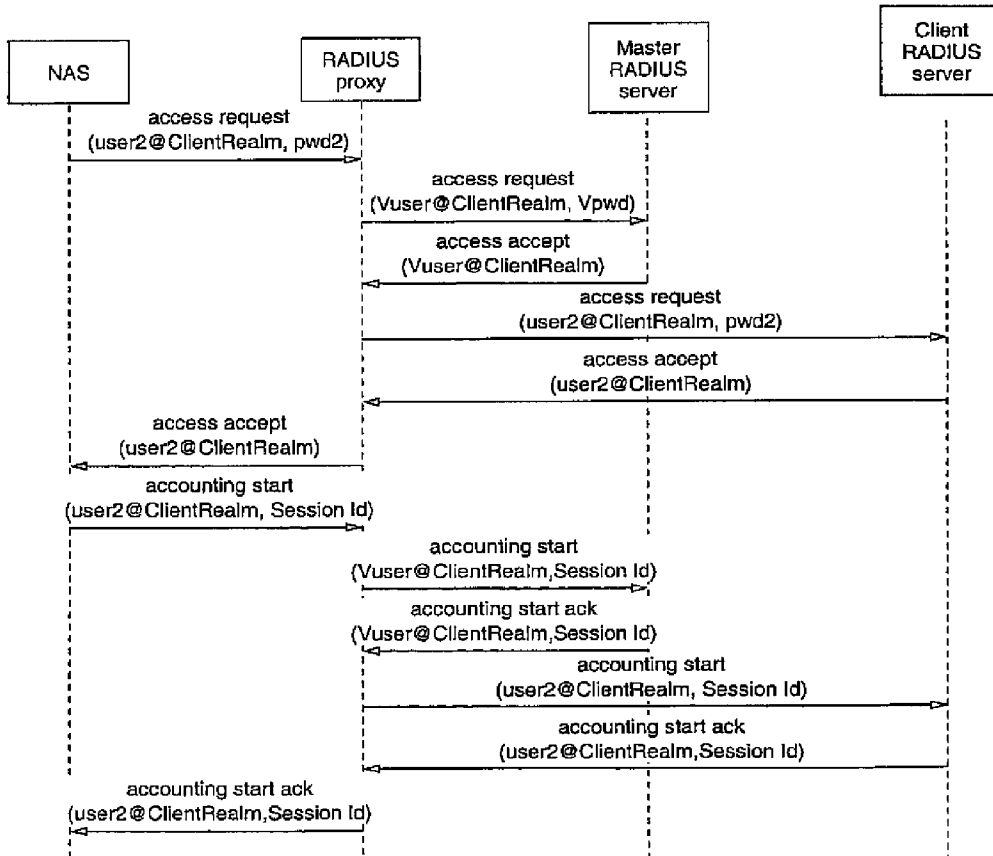 NAS
RADIUS
proxy
Master
RADIUS
server
Client
RADIUS
server
access request
(user2@ClientRealm, pwd2)
access request
(Vuser@ClientRealm, Vpwd)
access accept
(Vuser@ClientRealm)
access request
(user2@ClientRealm, pwd2)
access accept
(user2@ClientRealm)
access accept
(user2@ClientRealm)
accounting start
(user2@ClientRealm, Session Id)
accounting start
(Vuser@ClientRealm,Session Id)
accounting start ack
(Vuser@ClientRealm,Session Id)
accounting start
(user2@ClientRealm, Session Id)
accounting start ack
(user2@ClientRealm,Session Id)
accounting start ack
(user2@ClientRealm,Session Id)